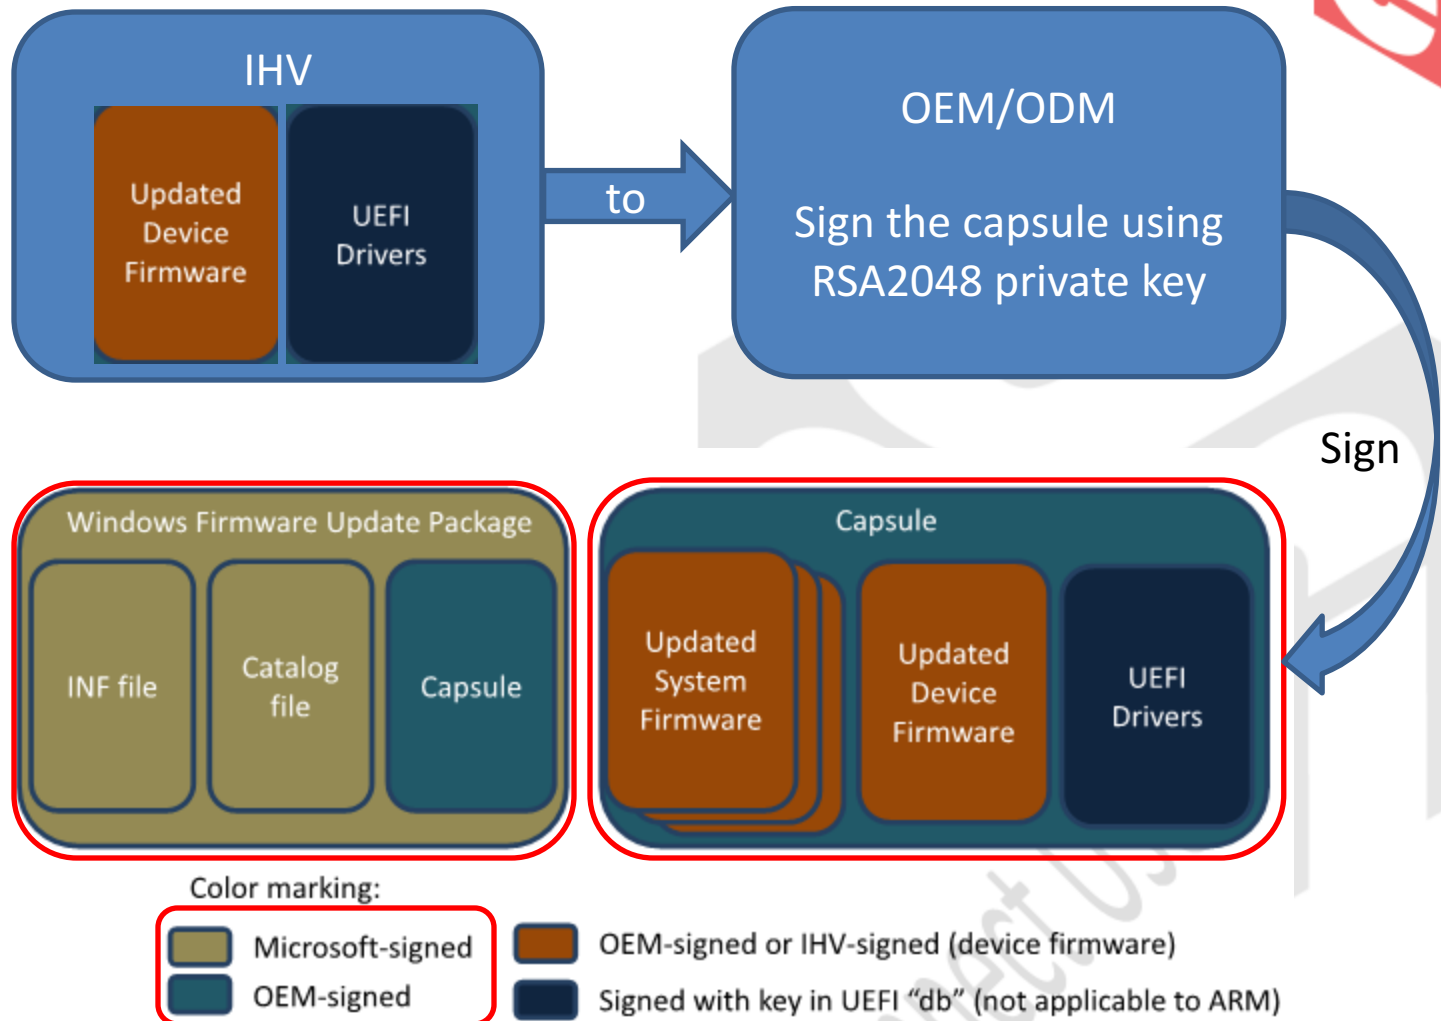 IHV
Updated
Device
Firmware
UEFI
Drivers
to
OEM/ODM
Sign the capsule using
RSA2048 private key
Sign
Windows Firmware Update Package
INF file
Catalog
file
Capsule
Capsule
Updated
System
Firmware
Updated
Device
Firmware
UEFI
Drivers
Color marking:
Microsoft-signed
OEM-signed
OEM-signed or IHV-signed (device firmware)
Signed with key in UEFI “db” (not applicable to ARM)